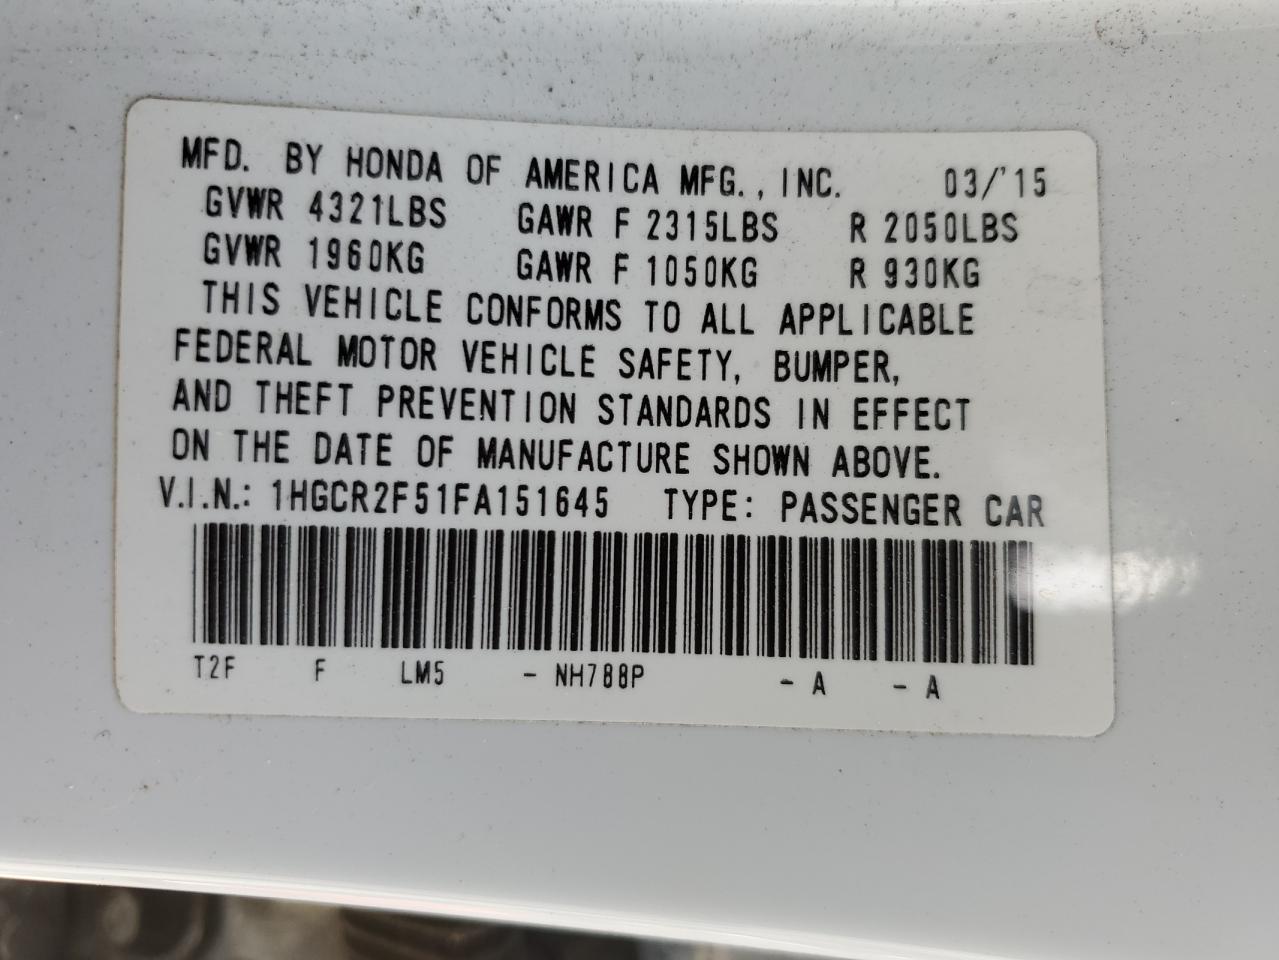 MFD. BY HONDA OF AMERICA MFG., INC. 03/'15
GVWR 4321LBS GAWR F 2315LBS R 2050LBS
GVWR 1960KG GAWR F 1050KG R 930KG
THIS VEHICLE CONFORMS TO ALL APPLICABLE
FEDERAL MOTOR VEHICLE SAFETY, BUMPER,
AND THEFT PREVENTION STANDARDS IN EFFECT
ON THE DATE OF MANUFACTURE SHOWN ABOVE.
V.I.N.: 1HGCR2F51FA151645 TYPE: PASSENGER CAR
T2F F LM5 - NH788P - A - A